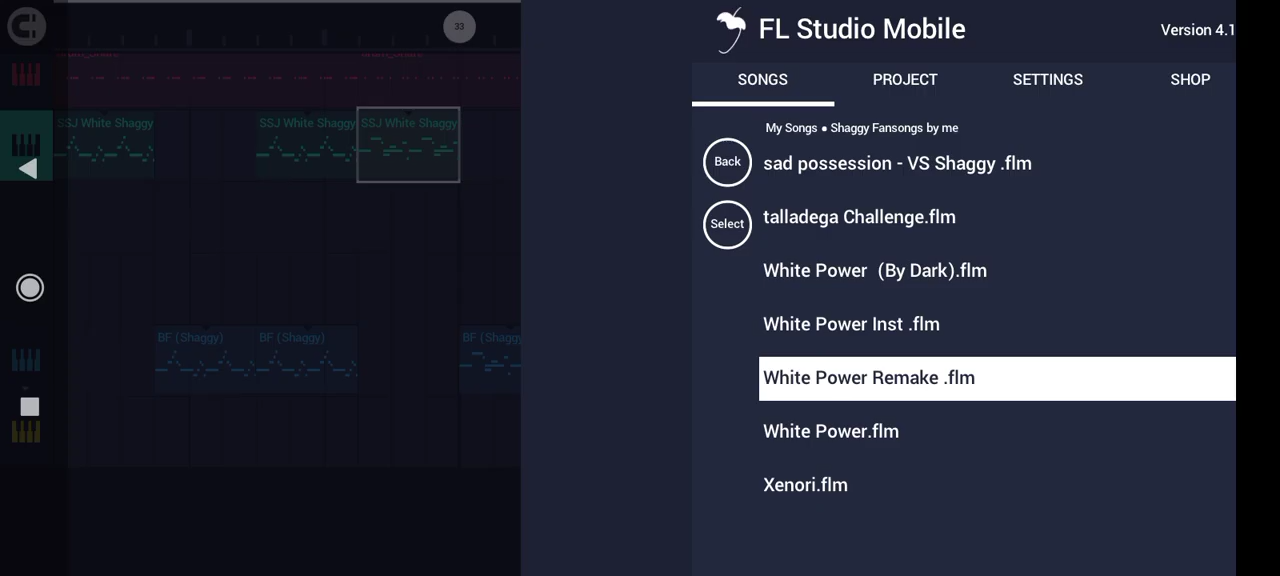 33
SSJ White Shaggy
SSJ White Shaggy
SSJ White Shaggy
BF (Shaggy)
BF (Shaggy)
BF (Shaggy
FL Studio Mobile
Version 4.1
SONGS
PROJECT
SETTINGS
SHOP
My Songs • Shaggy Fansongs by me
Back
sad possession - VS Shaggy .flm
Select
talladega Challenge.flm
White Power  (By Dark).flm
White Power Inst .flm
White Power Remake .flm
White Power.flm
Xenori.flm